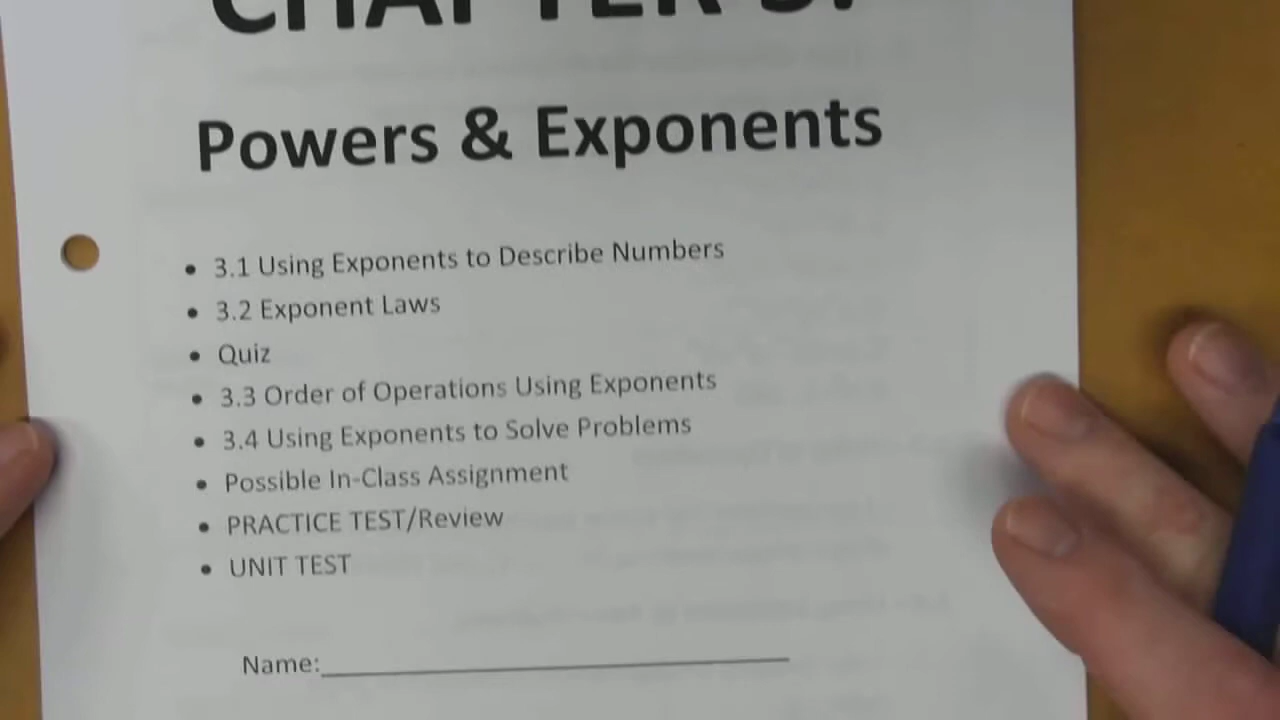 CHAPTER 3:
Powers & Exponents
• 3.1 Using Exponents to Describe Numbers
• 3.2 Exponent Laws
• Quiz
• 3.3 Order of Operations Using Exponents
• 3.4 Using Exponents to Solve Problems
• Possible In-Class Assignment
• PRACTICE TEST/Review
• UNIT TEST
Name: